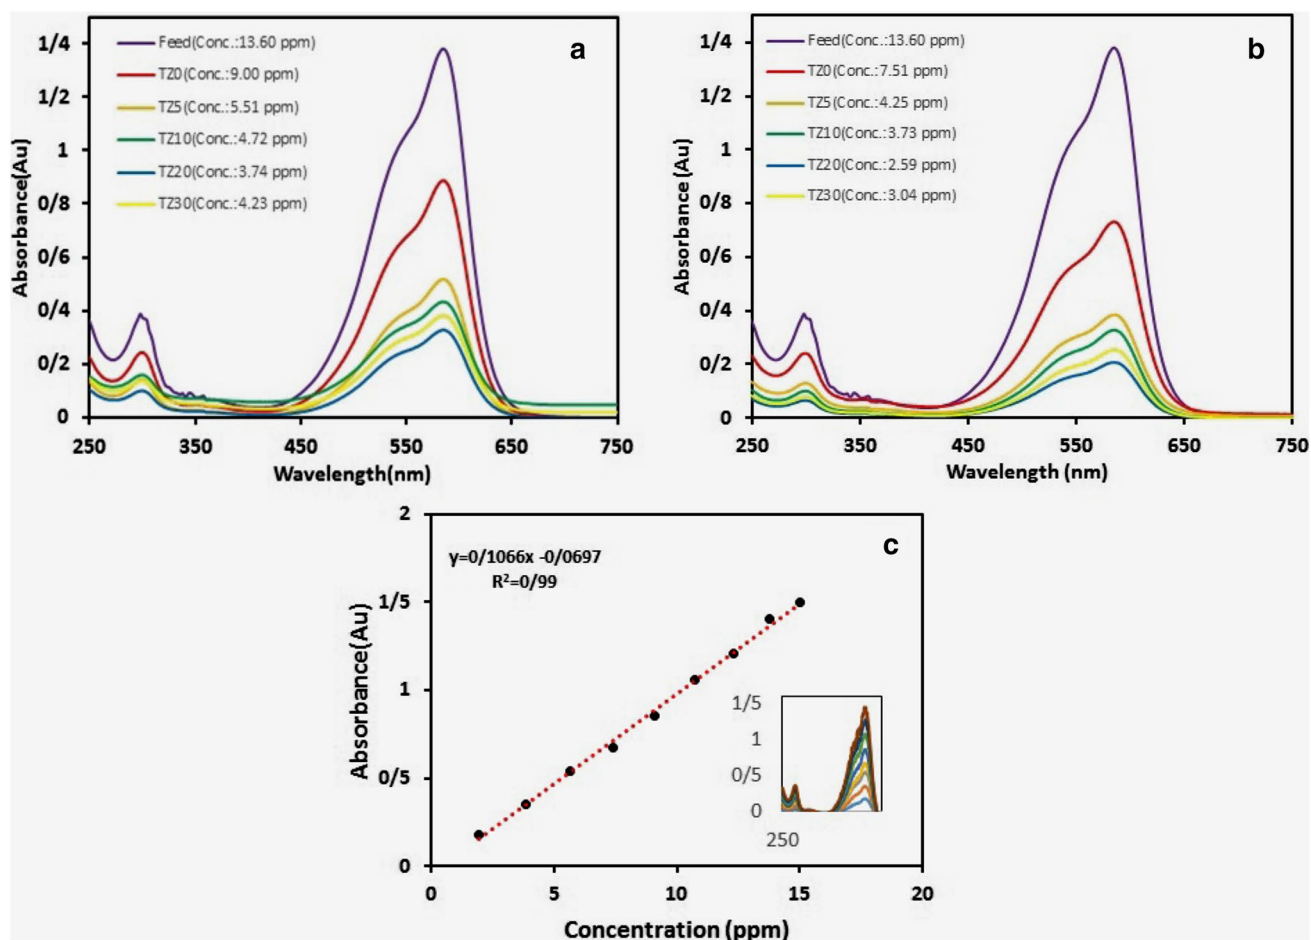 a
Feed(Conc.:13.60 ppm)
TZ0(Conc.:9.00 ppm)
TZ5(Conc.:5.51 ppm)
TZ10(Conc.:4.72 ppm)
TZ20(Conc.:3.74 ppm)
TZ30(Conc.:4.23 ppm)
Absorbance(Au)
1/4
1/2
1
0/8
0/6
0/4
0/2
0
250 350 450 550 650 750
Wavelength(nm)
b
Feed(Conc.:13.60 ppm)
TZ0(Conc.:7.51 ppm)
TZ5(Conc.:4.25 ppm)
TZ10(Conc.:3.73 ppm)
TZ20(Conc.:2.59 ppm)
TZ30(Conc.:3.04 ppm)
Absorbance (Au)
1/4
1/2
1
0/8
0/6
0/4
0/2
0
250 350 450 550 650 750
Wavelength (nm)
c
y=0/1066x -0/0697
R²=0/99
Absorbance(Au)
2
1/5
1
0/5
0
0 5 10 15 20
Concentration (ppm)
1/5
1
0/5
0
250